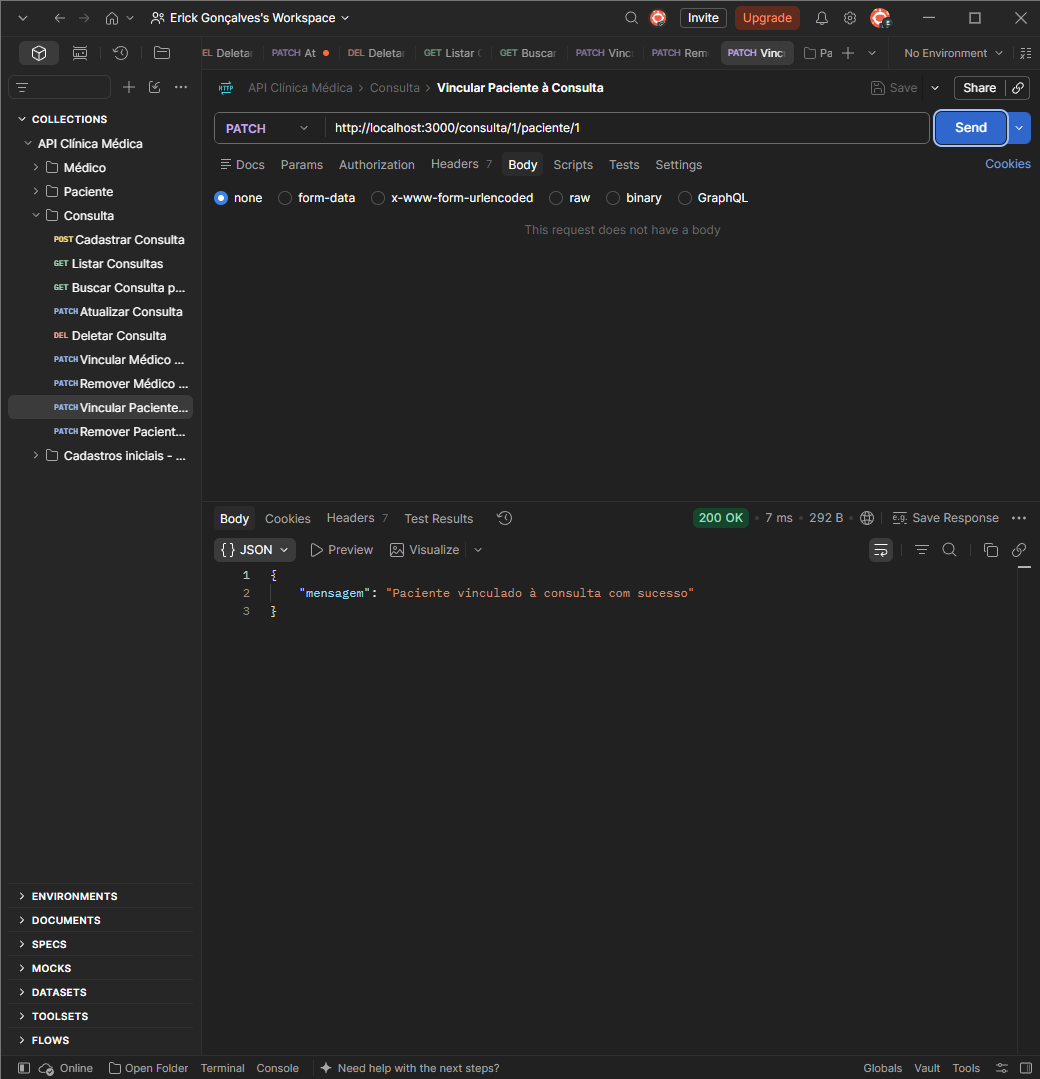 Erick Gonçalves's Workspace
Invite
Upgrade
EL Deletar
PATCH At
DEL Deletar
GET Listar
GET Buscar
PATCH Vinc
PATCH Rem
PATCH Vinc
Pa
No Environment
HTTP
API Clínica Médica > Consulta > Vincular Paciente à Consulta
Save
Share
COLLECTIONS
API Clínica Médica
Médico
Paciente
Consulta
POST Cadastrar Consulta
GET Listar Consultas
GET Buscar Consulta p...
PATCH Atualizar Consulta
DEL Deletar Consulta
PATCH Vincular Médico ...
PATCH Remover Médico ...
PATCH Vincular Paciente...
PATCH Remover Pacient...
Cadastros iniciais - ...
ENVIRONMENTS
DOCUMENTS
SPECS
MOCKS
DATASETS
TOOLSETS
FLOWS
PATCH
http://localhost:3000/consulta/1/paciente/1
Send
Docs Params Authorization Headers 7 Body Scripts Tests Settings
Cookies
none form-data x-www-form-urlencoded raw binary GraphQL
This request does not have a body
Body Cookies Headers 7 Test Results
200 OK • 7 ms • 292 B
e.g. Save Response
{} JSON
Preview
Visualize
1 {
2 "mensagem": "Paciente vinculado à consulta com sucesso"
3 }
Online
Open Folder
Terminal
Console
Need help with the next steps?
Globals
Vault
Tools